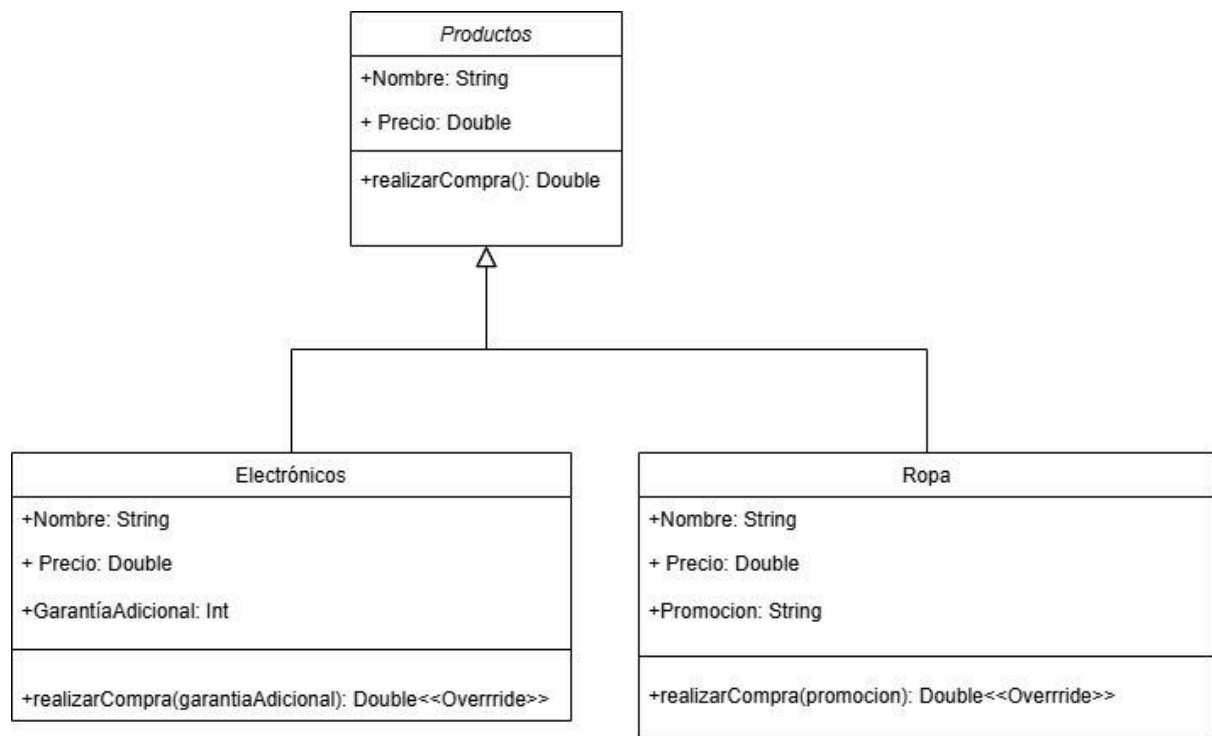 Productos
+Nombre: String
+ Precio: Double
+realizarCompra(): Double
Electrónicos
+Nombre: String
+ Precio: Double
+GarantíaAdicional: Int
+realizarCompra(garantiaAdicional): Double<<Overrride>>
Ropa
+Nombre: String
+ Precio: Double
+Promocion: String
+realizarCompra(promocion): Double<<Overrride>>